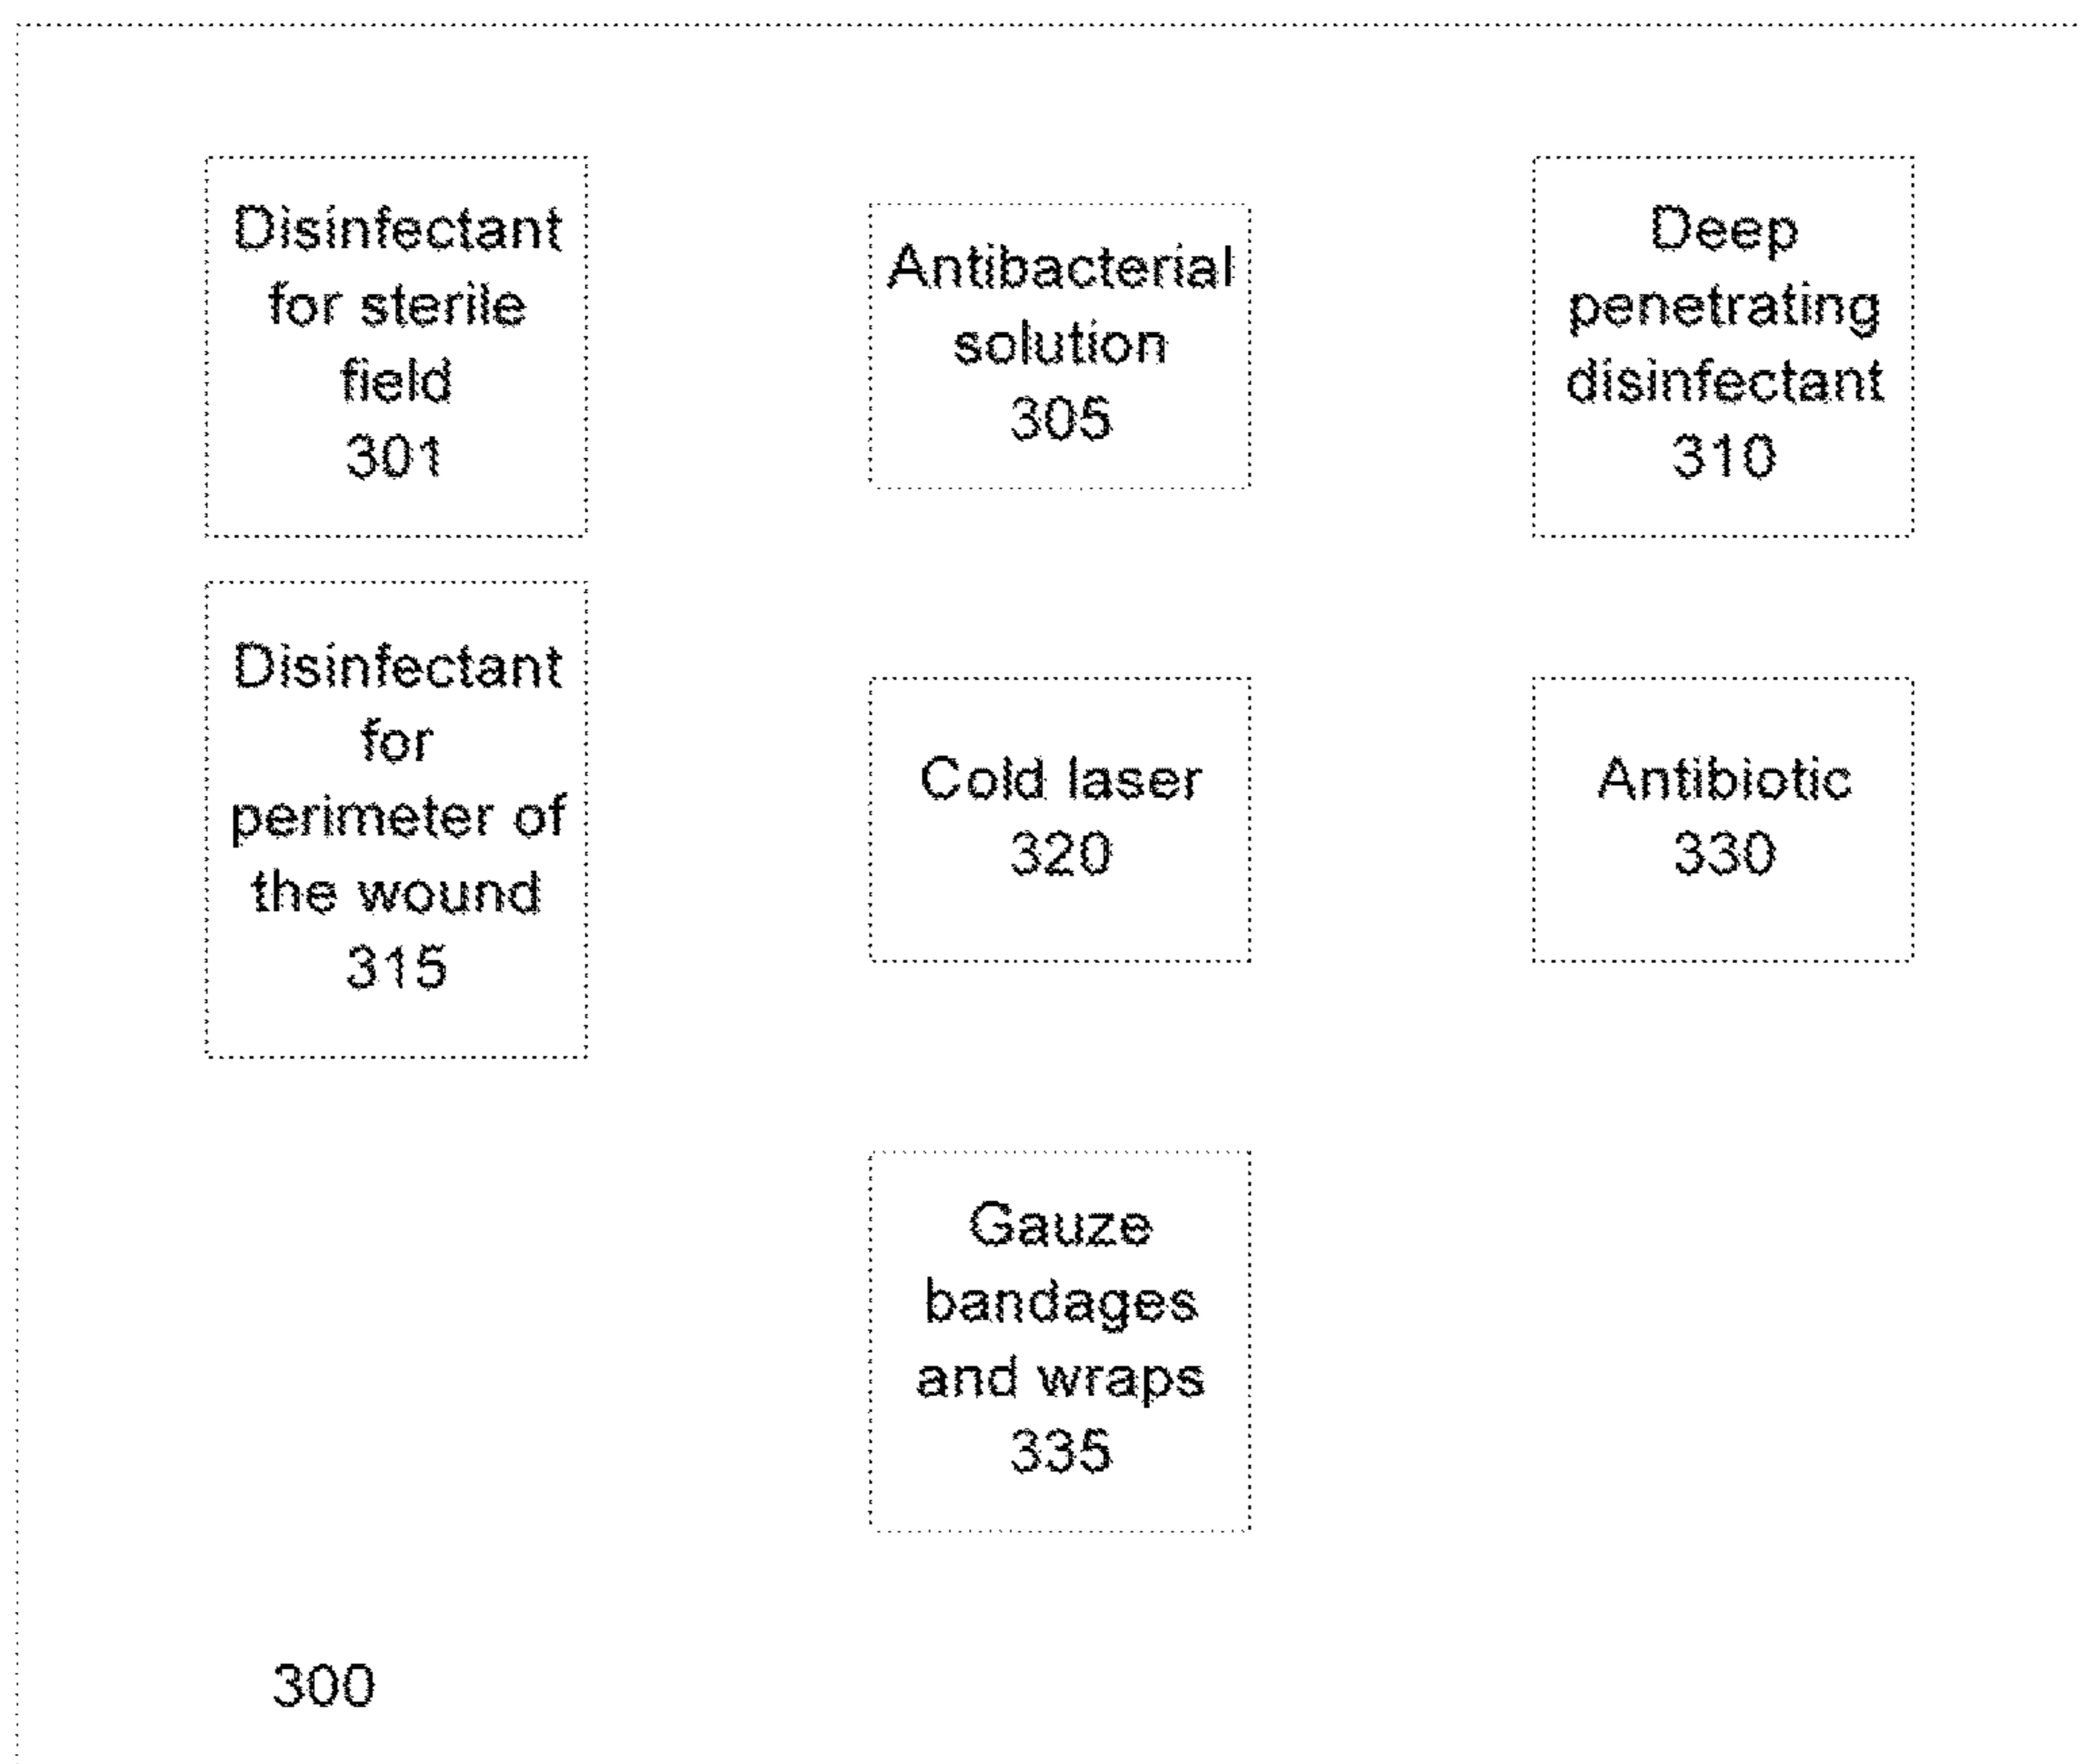 Disinfectant
for sterile
field
301
Antibacterial
solution
305
Deep
penetrating
disinfectant
310
Disinfectant
for
perimeter of
the wound
315
Cold laser
320
Antibiotic
330
Gauze
bandages
and wraps
335
300